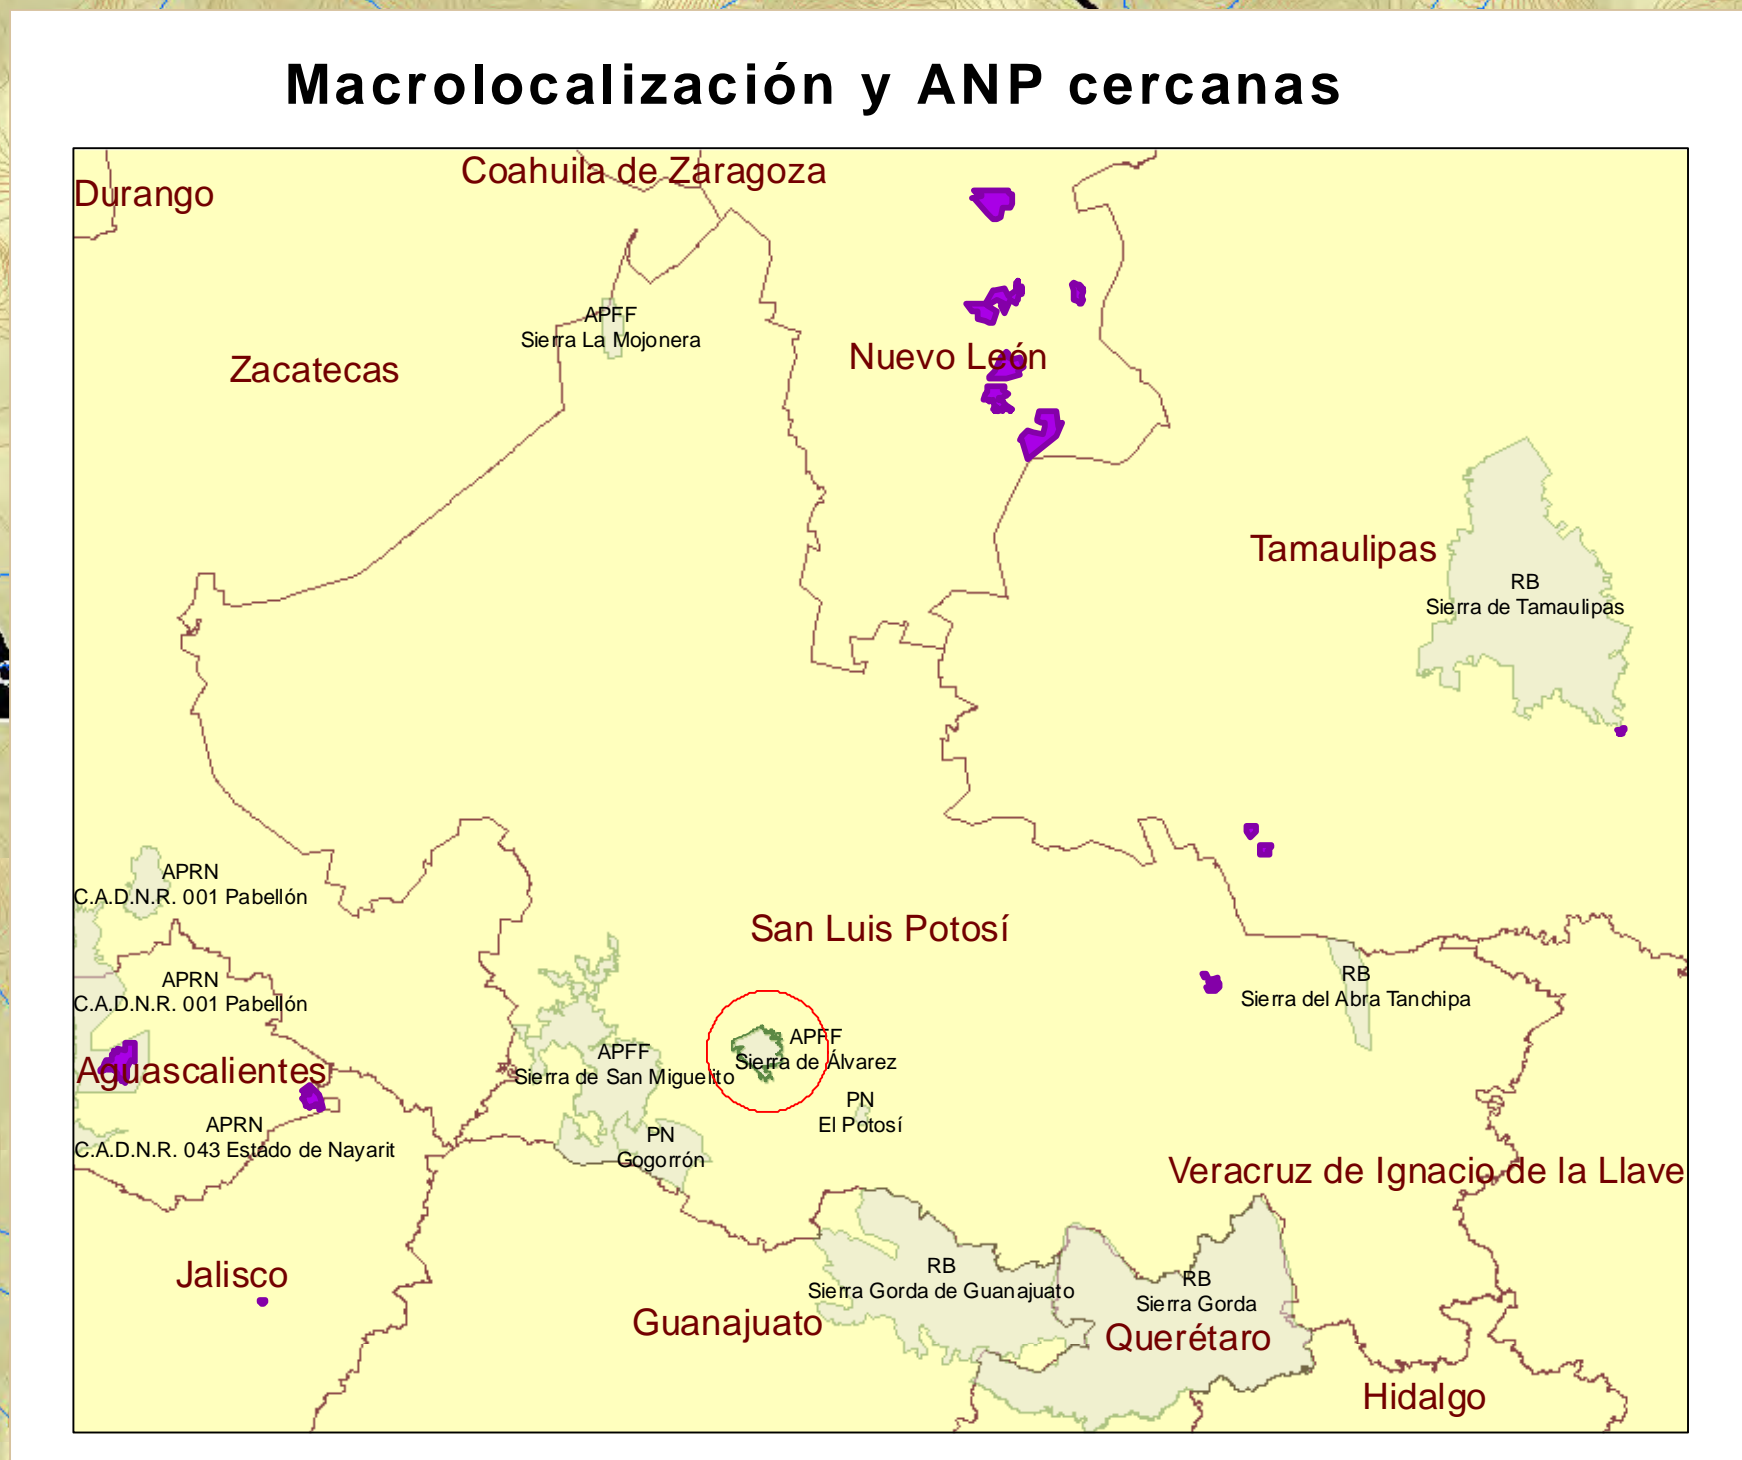 Macrolocalización y ANP cercanas
Coahuila de Zaragoza
Durango
APFF
Sierra La Mojonera
Zacatecas
Nuevo León
Tamaulipas
RB
Sierra de Tamaulipas
APRN
C.A.D.N.R. 001 Pabellón
San Luis Potosí
APRN
C.A.D.N.R. 001 Pabellón
RB
Sierra del Abra Tanchipa
APFF
Sierra de Álvarez
APFF
Sierra de San Miguelito
Aguascalientes
PN
El Potosí
APRN
C.A.D.N.R. 043 Estado de Nayarit
PN
Gogorrón
Veracruz de Ignacio de la Llave
Jalisco
RB
Sierra Gorda de Guanajuato
RB
Sierra Gorda
Guanajuato
Querétaro
Hidalgo